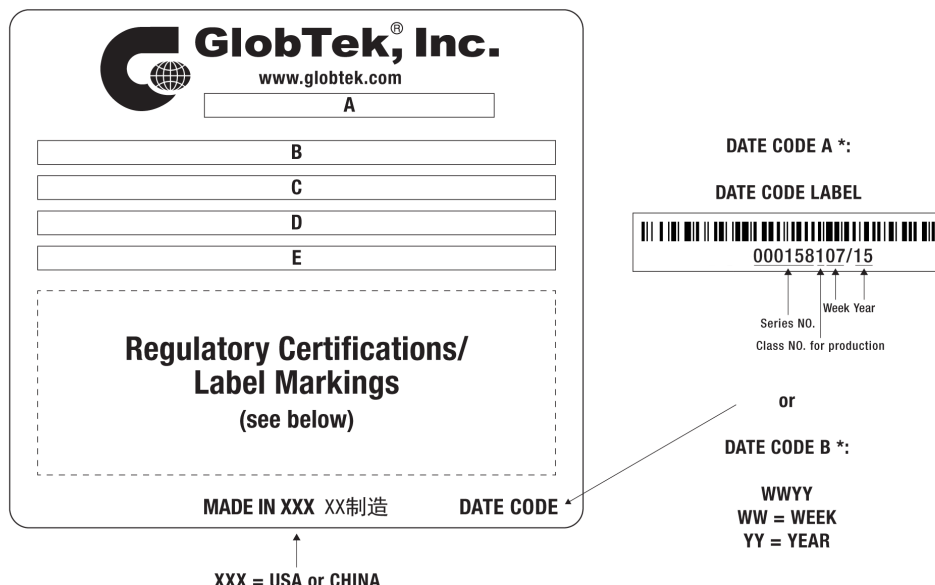 GlobTek,® Inc.
www.globtek.com
A
B
C
D
E
Regulatory Certifications/
Label Markings
(see below)
MADE IN XXX XX制造 DATE CODE
XXX = USA or CHINA
DATE CODE A *:
DATE CODE LABEL
000158107/15
Week Year
Series NO.
Class NO. for production
or
DATE CODE B *:
WWYY
WW = WEEK
YY = YEAR